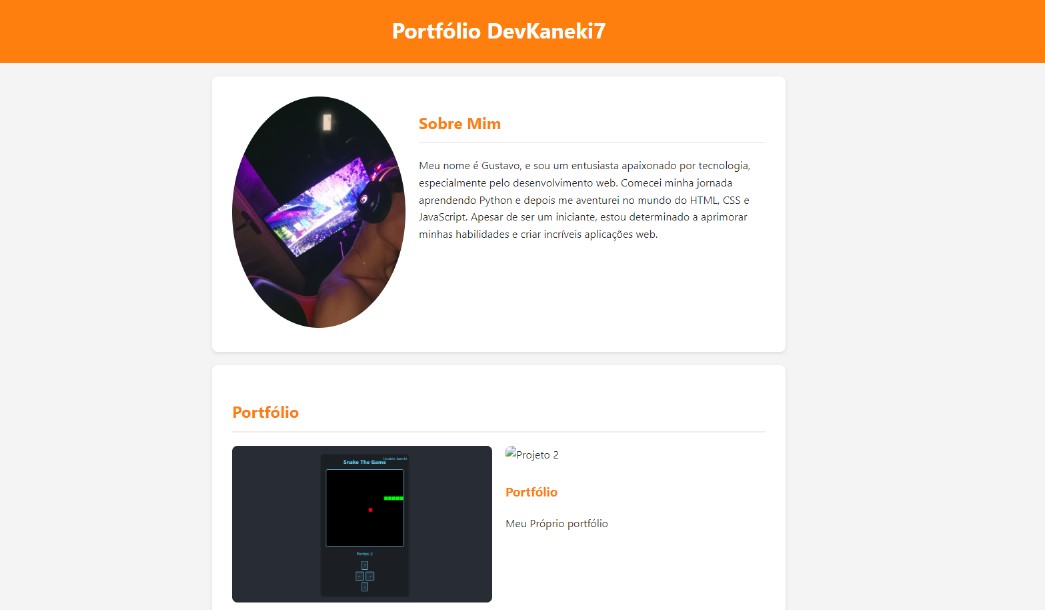 Portfólio DevKaneki7
Sobre Mim
Meu nome é Gustavo, e sou um entusiasta apaixonado por tecnologia,
especialmente pelo desenvolvimento web. Comecei minha jornada
aprendendo Python e depois me aventurei no mundo do HTML, CSS e
JavaScript. Apesar de ser um iniciante, estou determinado a aprimorar
minhas habilidades e criar incríveis aplicações web.
Portfólio
Snake The Game
Projeto 2
Portfólio
Meu Próprio portfólio